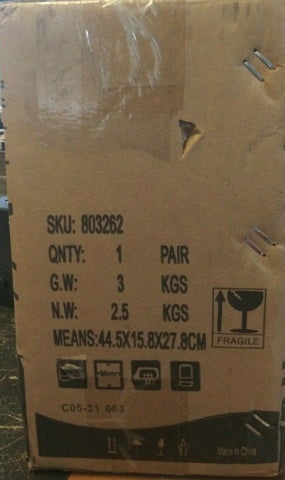 SKU: 803262
QNTY: 1 PAIR
G.W: 3 KGS
N.W: 2.5 KGS
MEANS:44.5X15.8X27.8CM
FRAGILE
Mirror
C05-31 063
Made In China